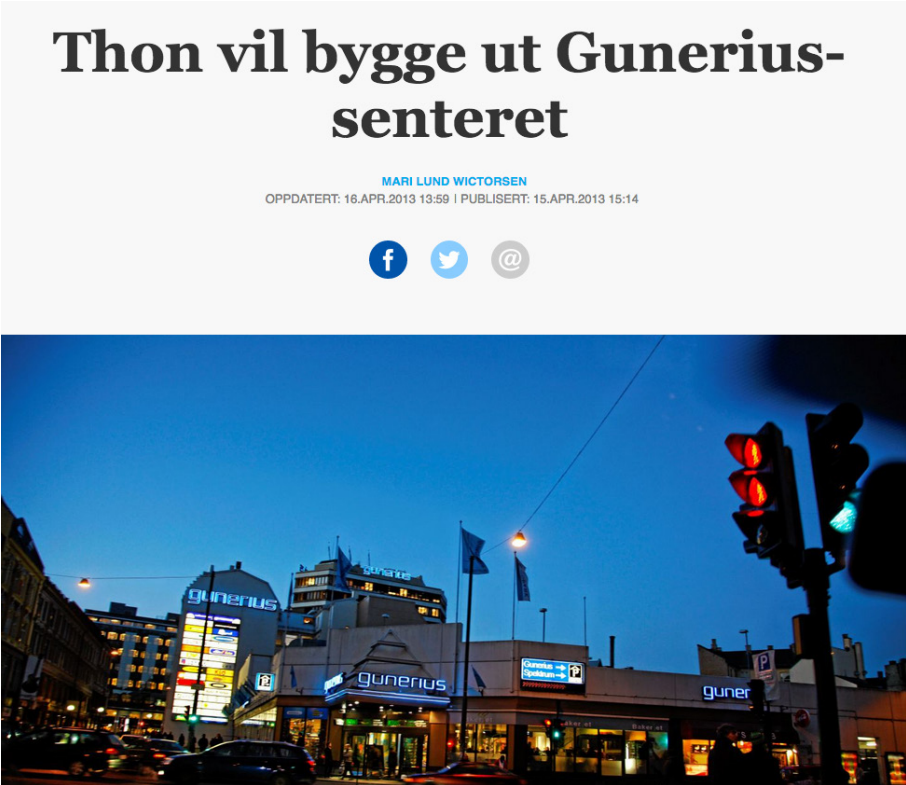 Thon vil bygge ut Gunerius-
senteret
MARI LUND WICTORSEN
OPPDATERT: 16.APR.2013 13:59 | PUBLISERT: 15.APR.2013 15:14
gunerius
gunerius
gunerius
Gunerius →
Spektrum →
P
guner